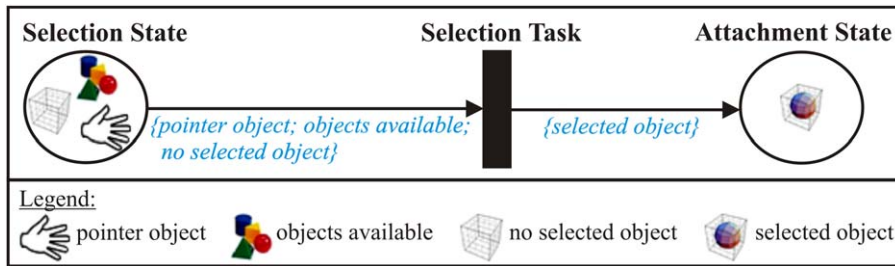 Selection State
Selection Task
Attachment State
{pointer object; objects available;
no selected object}
{selected object}
Legend:
pointer object
objects available
no selected object
selected object